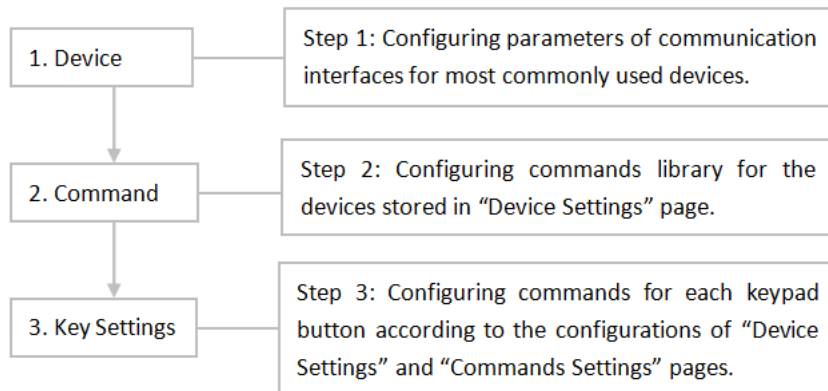 1. Device
Step 1: Configuring parameters of communication
interfaces for most commonly used devices.
2. Command
Step 2: Configuring commands library for the
devices stored in “Device Settings” page.
3. Key Settings
Step 3: Configuring commands for each keypad
button according to the configurations of “Device
Settings” and “Commands Settings” pages.